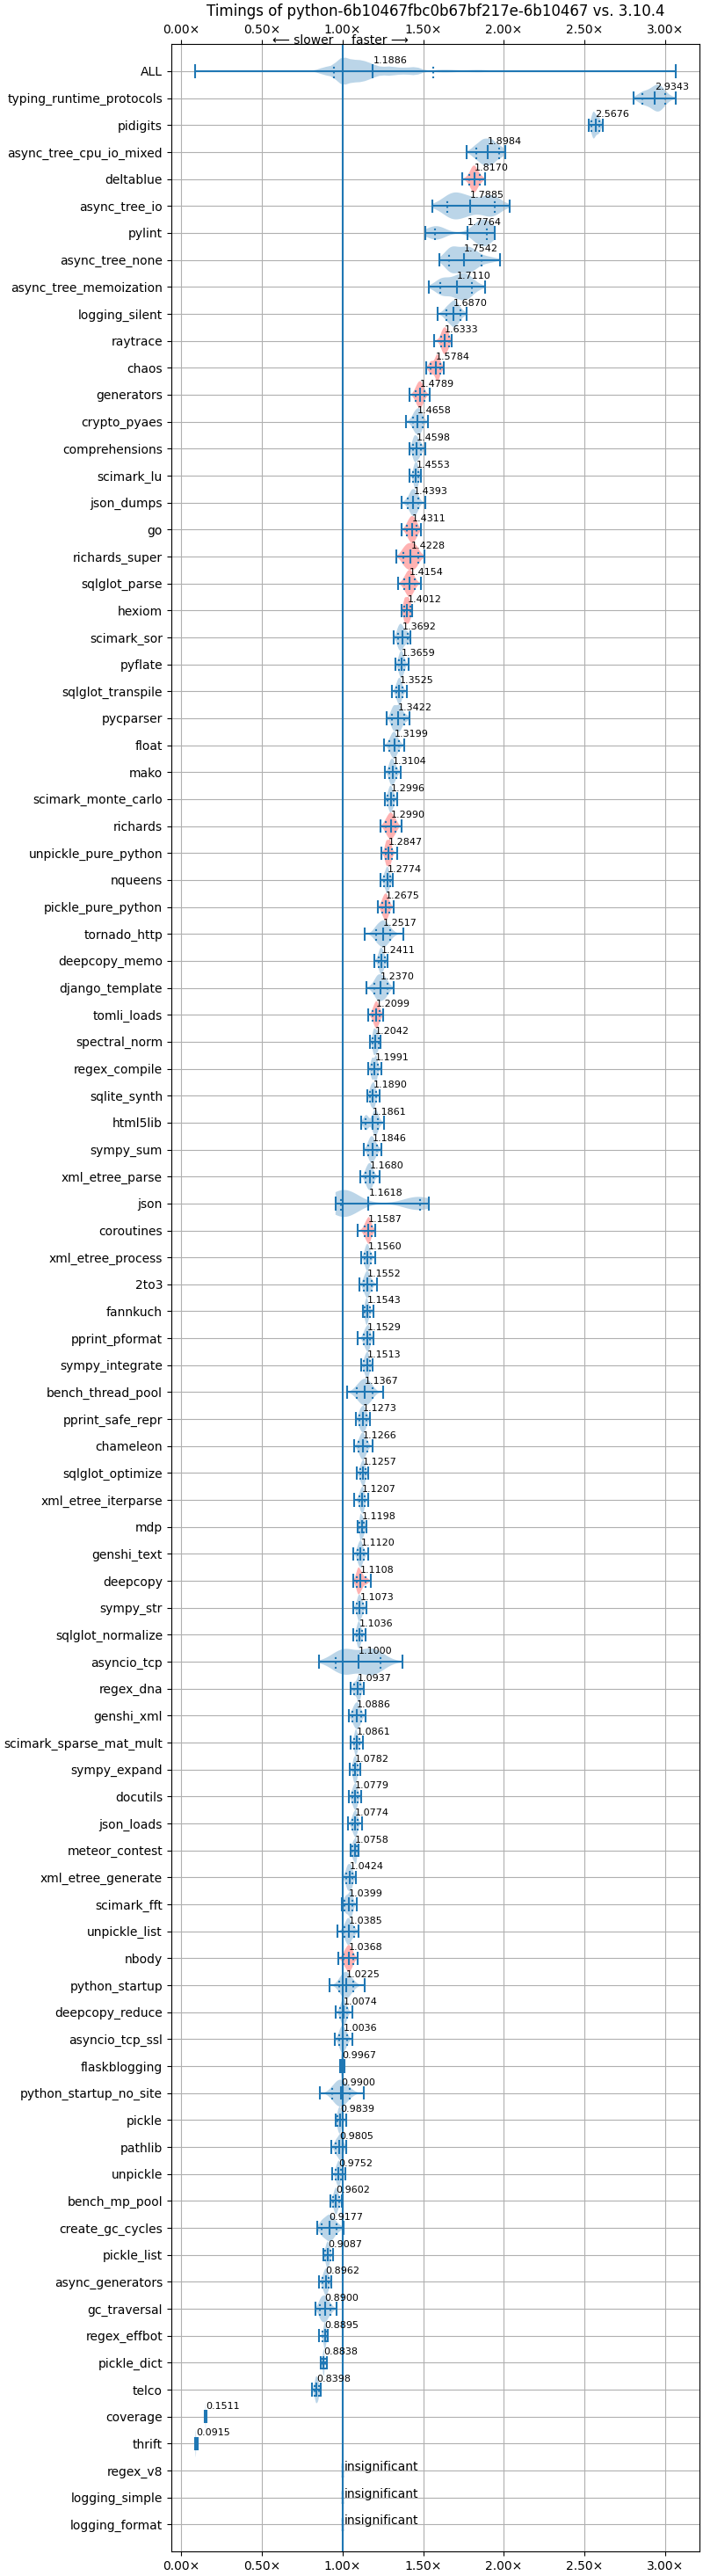 Timings of python-6b10467fbc0b67bf217e-6b10467 vs. 3.10.4
0.00× 0.50× 1.00× 1.50× 2.00× 2.50× 3.00×
⟵ slower faster ⟶
ALL 1.1886
typing_runtime_protocols 2.9343
pidigits 2.5676
async_tree_cpu_io_mixed 1.8984
deltablue 1.8170
async_tree_io 1.7885
pylint 1.7764
async_tree_none 1.7542
async_tree_memoization 1.7110
logging_silent 1.6870
raytrace 1.6333
chaos 1.5784
generators 1.4789
crypto_pyaes 1.4658
comprehensions 1.4598
scimark_lu 1.4553
json_dumps 1.4393
go 1.4311
richards_super 1.4228
sqlglot_parse 1.4154
hexiom 1.4012
scimark_sor 1.3692
pyflate 1.3659
sqlglot_transpile 1.3525
pycparser 1.3422
float 1.3199
mako 1.3104
scimark_monte_carlo 1.2996
richards 1.2990
unpickle_pure_python 1.2847
nqueens 1.2774
pickle_pure_python 1.2675
tornado_http 1.2517
deepcopy_memo 1.2411
django_template 1.2370
tomli_loads 1.2099
spectral_norm 1.2042
regex_compile 1.1991
sqlite_synth 1.1890
html5lib 1.1861
sympy_sum 1.1846
xml_etree_parse 1.1680
json 1.1618
coroutines 1.1587
xml_etree_process 1.1560
2to3 1.1552
fannkuch 1.1543
pprint_pformat 1.1529
sympy_integrate 1.1513
bench_thread_pool 1.1367
pprint_safe_repr 1.1273
chameleon 1.1266
sqlglot_optimize 1.1257
xml_etree_iterparse 1.1207
mdp 1.1198
genshi_text 1.1120
deepcopy 1.1108
sympy_str 1.1073
sqlglot_normalize 1.1036
asyncio_tcp 1.1000
regex_dna 1.0937
genshi_xml 1.0886
scimark_sparse_mat_mult 1.0861
sympy_expand 1.0782
docutils 1.0779
json_loads 1.0774
meteor_contest 1.0758
xml_etree_generate 1.0424
scimark_fft 1.0399
unpickle_list 1.0385
nbody 1.0368
python_startup 1.0225
deepcopy_reduce 1.0074
asyncio_tcp_ssl 1.0036
flaskblogging 0.9967
python_startup_no_site 0.9900
pickle 0.9839
pathlib 0.9805
unpickle 0.9752
bench_mp_pool 0.9602
create_gc_cycles 0.9177
pickle_list 0.9087
async_generators 0.8962
gc_traversal 0.8900
regex_effbot 0.8895
pickle_dict 0.8838
telco 0.8398
coverage 0.1511
thrift 0.0915
regex_v8 insignificant
logging_simple insignificant
logging_format insignificant
0.00× 0.50× 1.00× 1.50× 2.00× 2.50× 3.00×